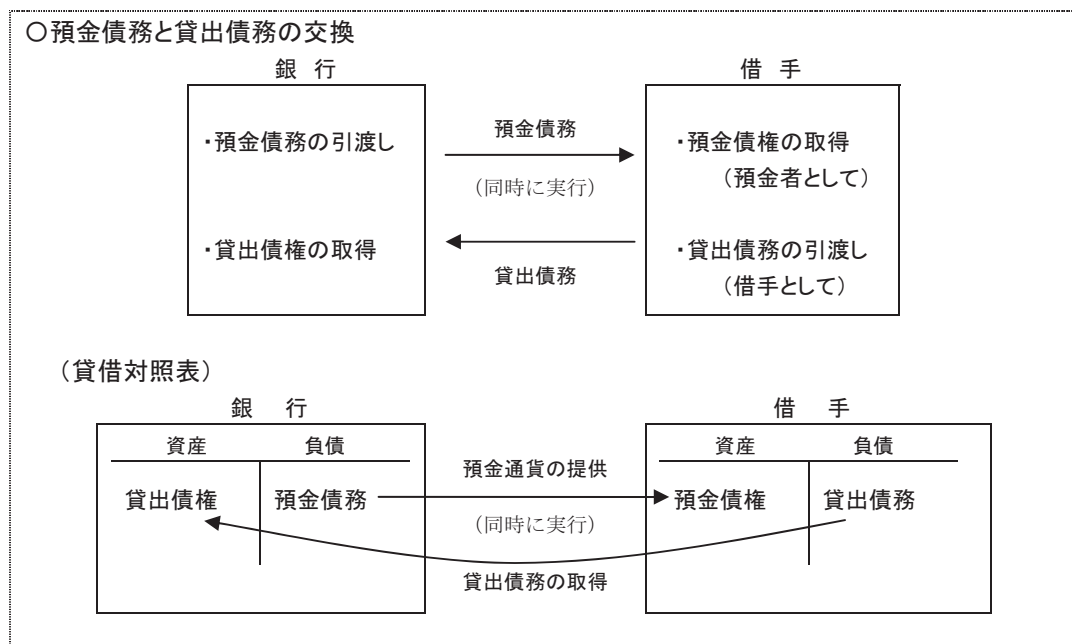 ○預金債務と貸出債務の交換
銀 行
借 手
・預金債務の引渡し
預金債務
・預金債権の取得
(同時に実行)
(預金者として)
・貸出債権の取得
・貸出債務の引渡し
貸出債務
(借手として)
(貸借対照表)
銀 行
借 手
資産 負債
資産 負債
預金通貨の提供
貸出債権 預金債務
預金債権 貸出債務
(同時に実行)
貸出債務の取得